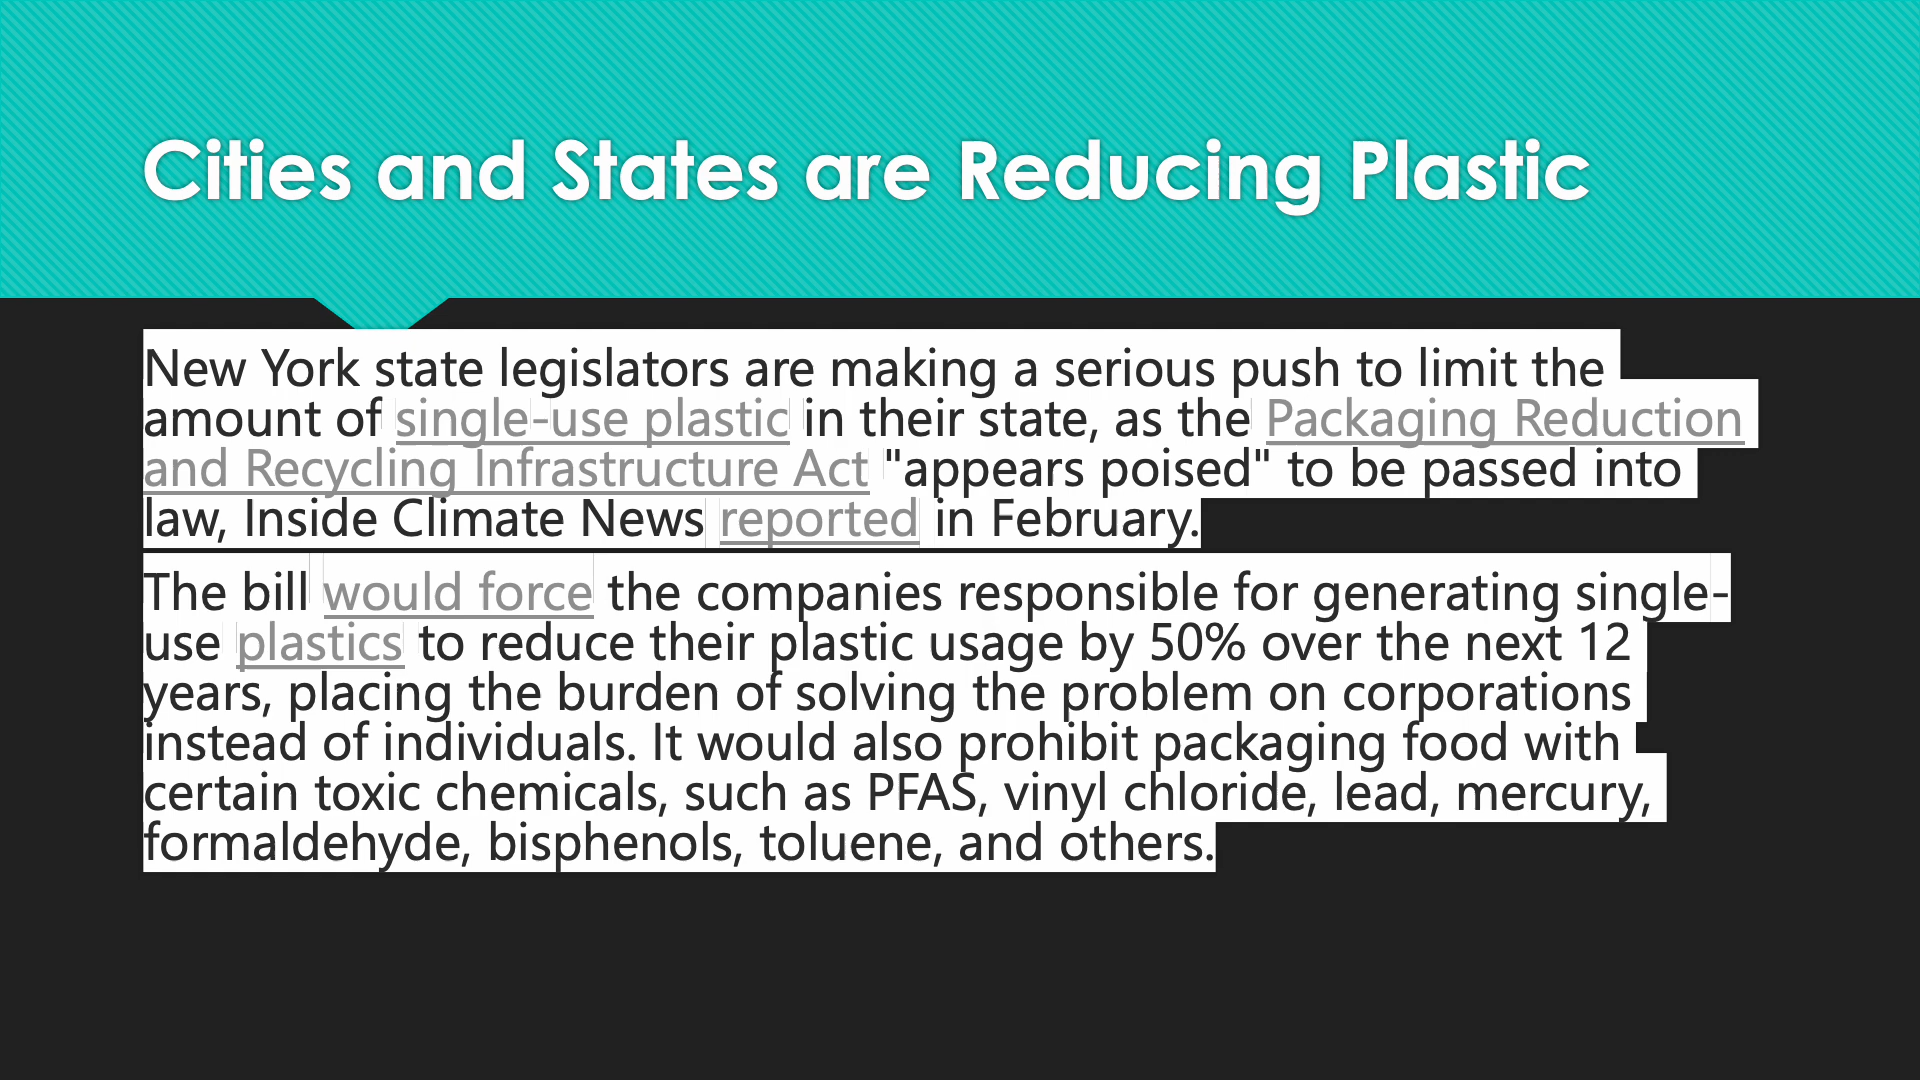 Cities and States are Reducing Plastic
New York state legislators are making a serious push to limit the
amount of single-use plastic in their state, as the Packaging Reduction
and Recycling Infrastructure Act "appears poised" to be passed into
law, Inside Climate News reported in February.
The bill would force the companies responsible for generating single-
use plastics to reduce their plastic usage by 50% over the next 12
years, placing the burden of solving the problem on corporations
instead of individuals. It would also prohibit packaging food with
certain toxic chemicals, such as PFAS, vinyl chloride, lead, mercury,
formaldehyde, bisphenols, toluene, and others.